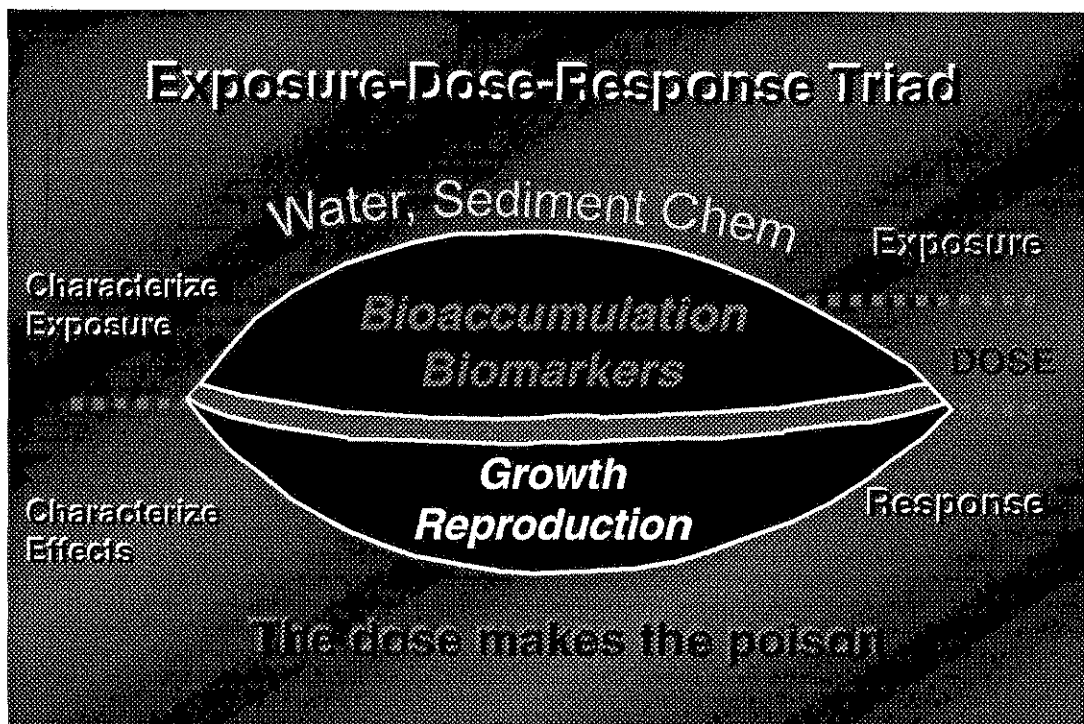 Exposure-Dose-Response Triad
Water, Sediment Chem
Exposure
Characterize
Exposure
Bioaccumulation
Biomarkers
DOSE
Growth
Reproduction
Response
Characterize
Effects
The dose makes the poison